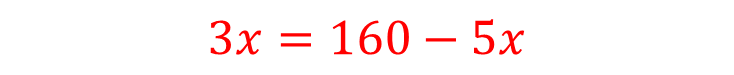 3x = 160 − 5x